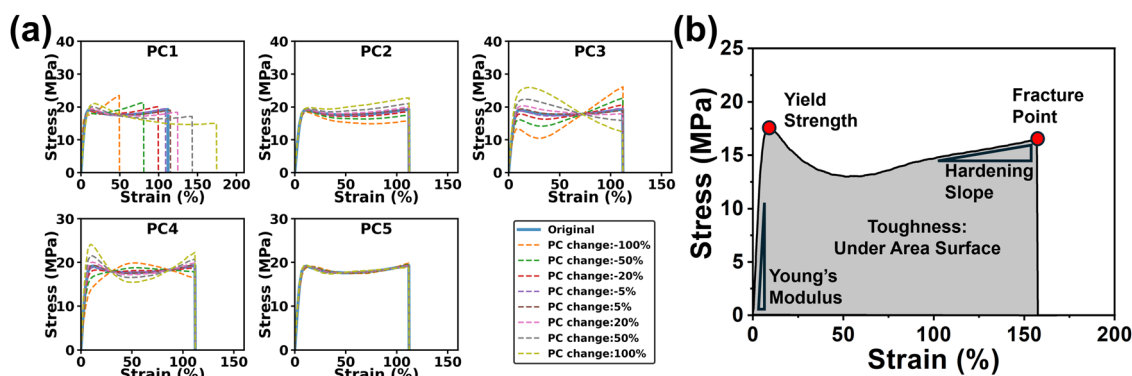 (a)
PC1
Stress (MPa)
40
30
20
10
0
0 50 100 150 200
Strain (%)
PC2
Stress (MPa)
40
30
20
10
0
0 50 100 150
Strain (%)
PC3
Stress (MPa)
40
30
20
10
0
0 50 100 150
Strain (%)
PC4
Stress (MPa)
30
20
10
0
0 50 100 150
Strain (%)
PC5
Stress (MPa)
30
20
10
0
0 50 100 150
Strain (%)
Original
PC change:-100%
PC change:-50%
PC change:-20%
PC change:-5%
PC change:5%
PC change:20%
PC change:50%
PC change:100%
(b)
Stress (MPa)
25
20
15
10
5
0
Yield
Strength
Fracture
Point
Hardening
Slope
Toughness:
Under Area Surface
Young's
Modulus
0 50 100 150 200
Strain (%)